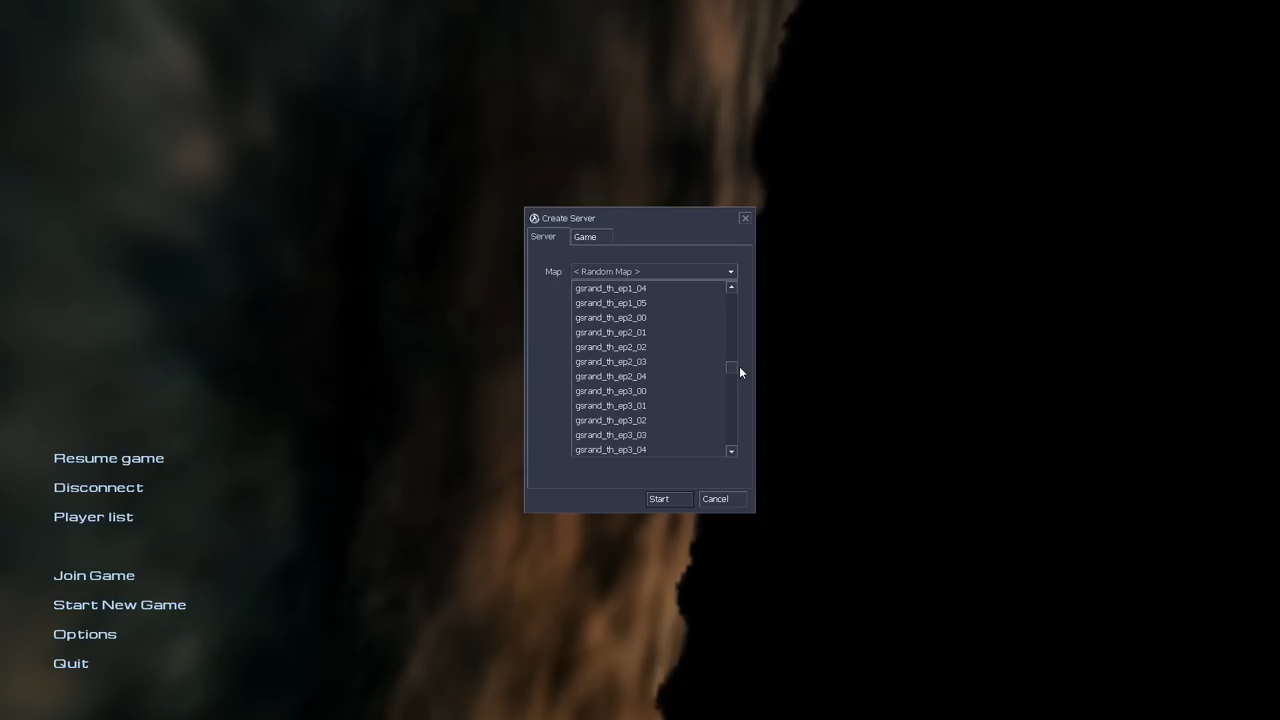 Create Server
Server
Game
Map
< Random Map >
gsrand_th_ep1_04
gsrand_th_ep1_05
gsrand_th_ep2_00
gsrand_th_ep2_01
gsrand_th_ep2_02
gsrand_th_ep2_03
gsrand_th_ep2_04
gsrand_th_ep3_00
gsrand_th_ep3_01
gsrand_th_ep3_02
gsrand_th_ep3_03
gsrand_th_ep3_04
Start
Cancel
Resume game
Disconnect
Player list
Join Game
Start New Game
Options
Quit